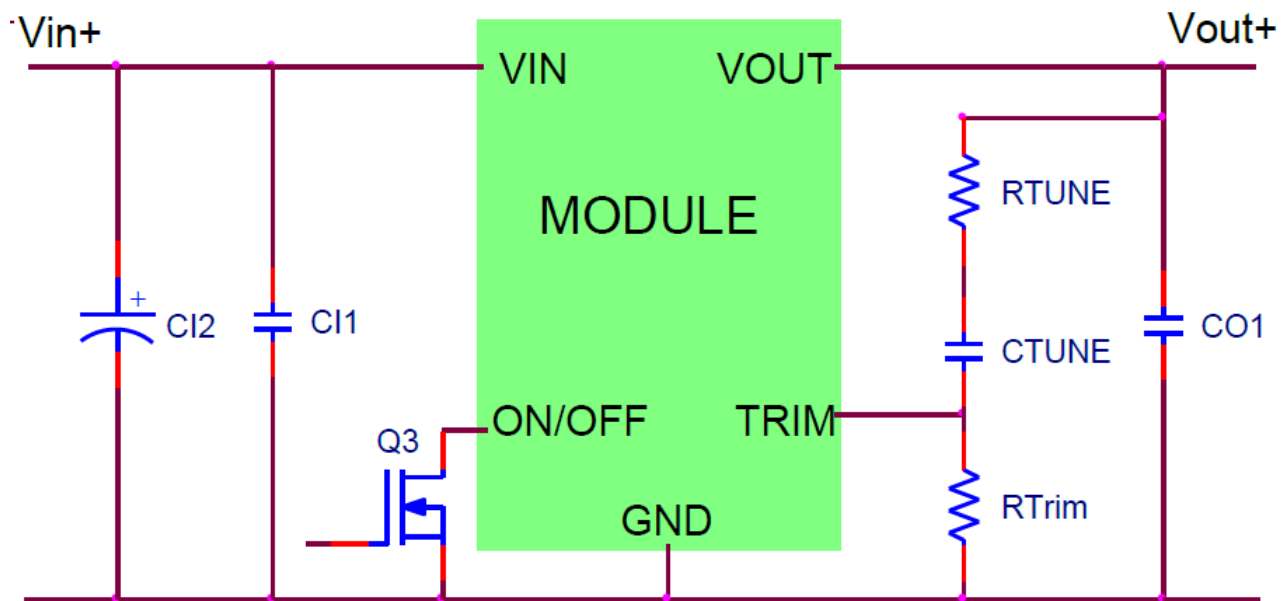 Vin+
Vout+
VIN
VOUT
RTUNE
MODULE
+
CI2
CI1
CTUNE
CO1
ON/OFF
TRIM
Q3
RTrim
GND